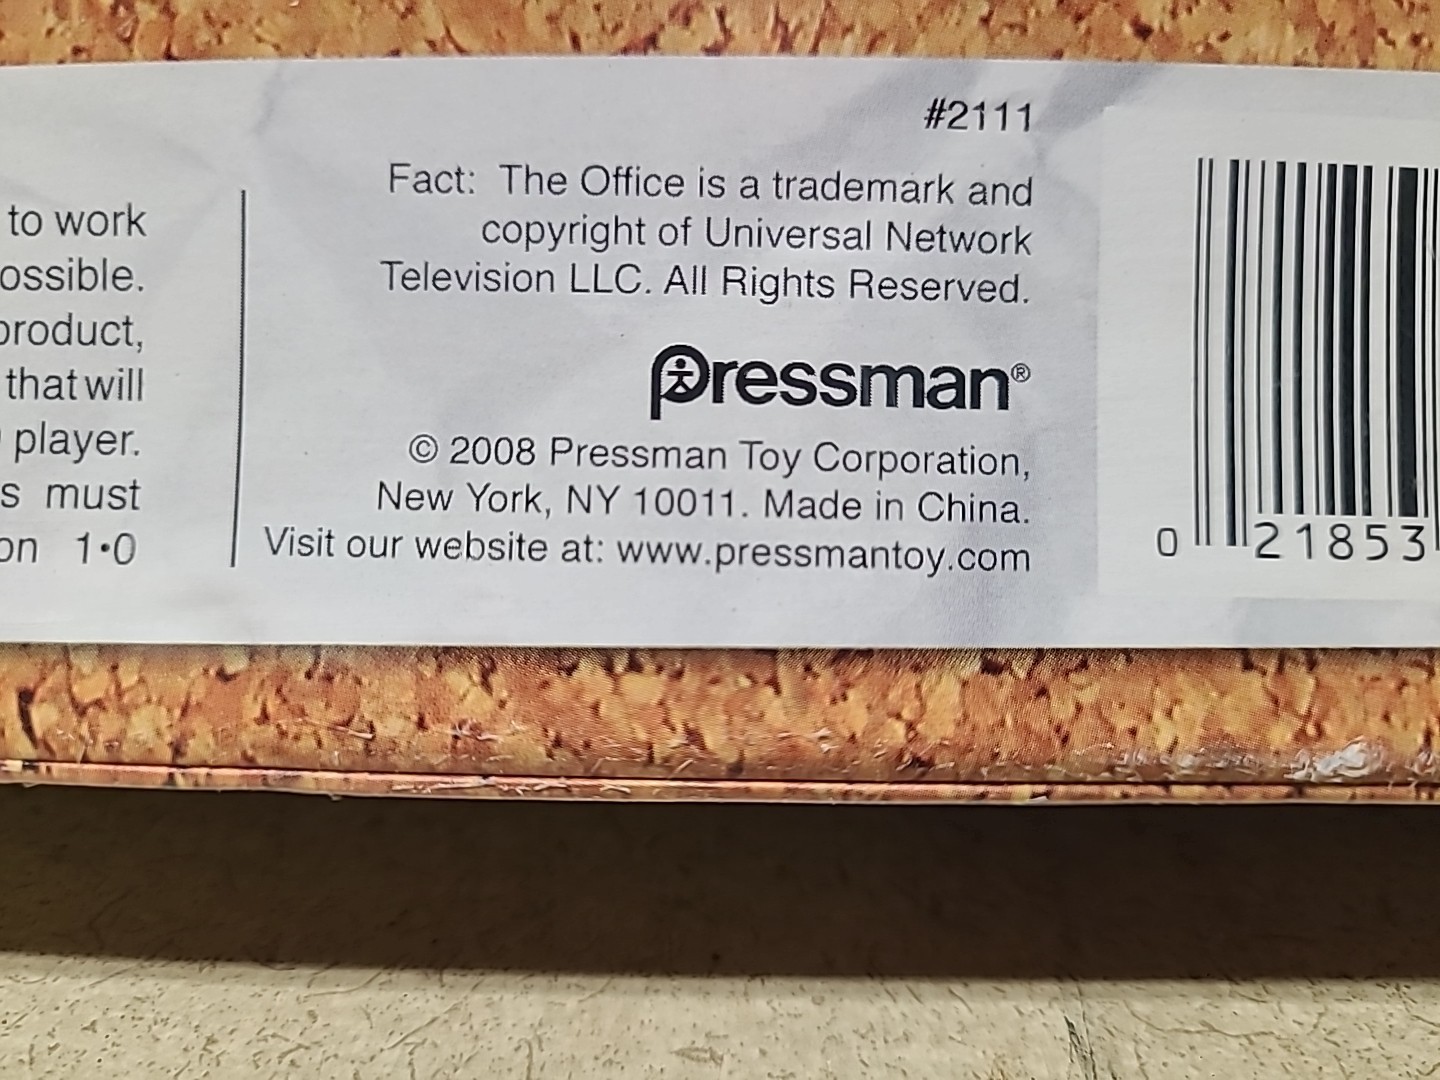 to work
ossible.
product,
that will
player.
s must
on 1•0
#2111
Fact: The Office is a trademark and
copyright of Universal Network
Television LLC. All Rights Reserved.
Pressman®
© 2008 Pressman Toy Corporation,
New York, NY 10011. Made in China.
Visit our website at: www.pressmantoy.com
0 21853